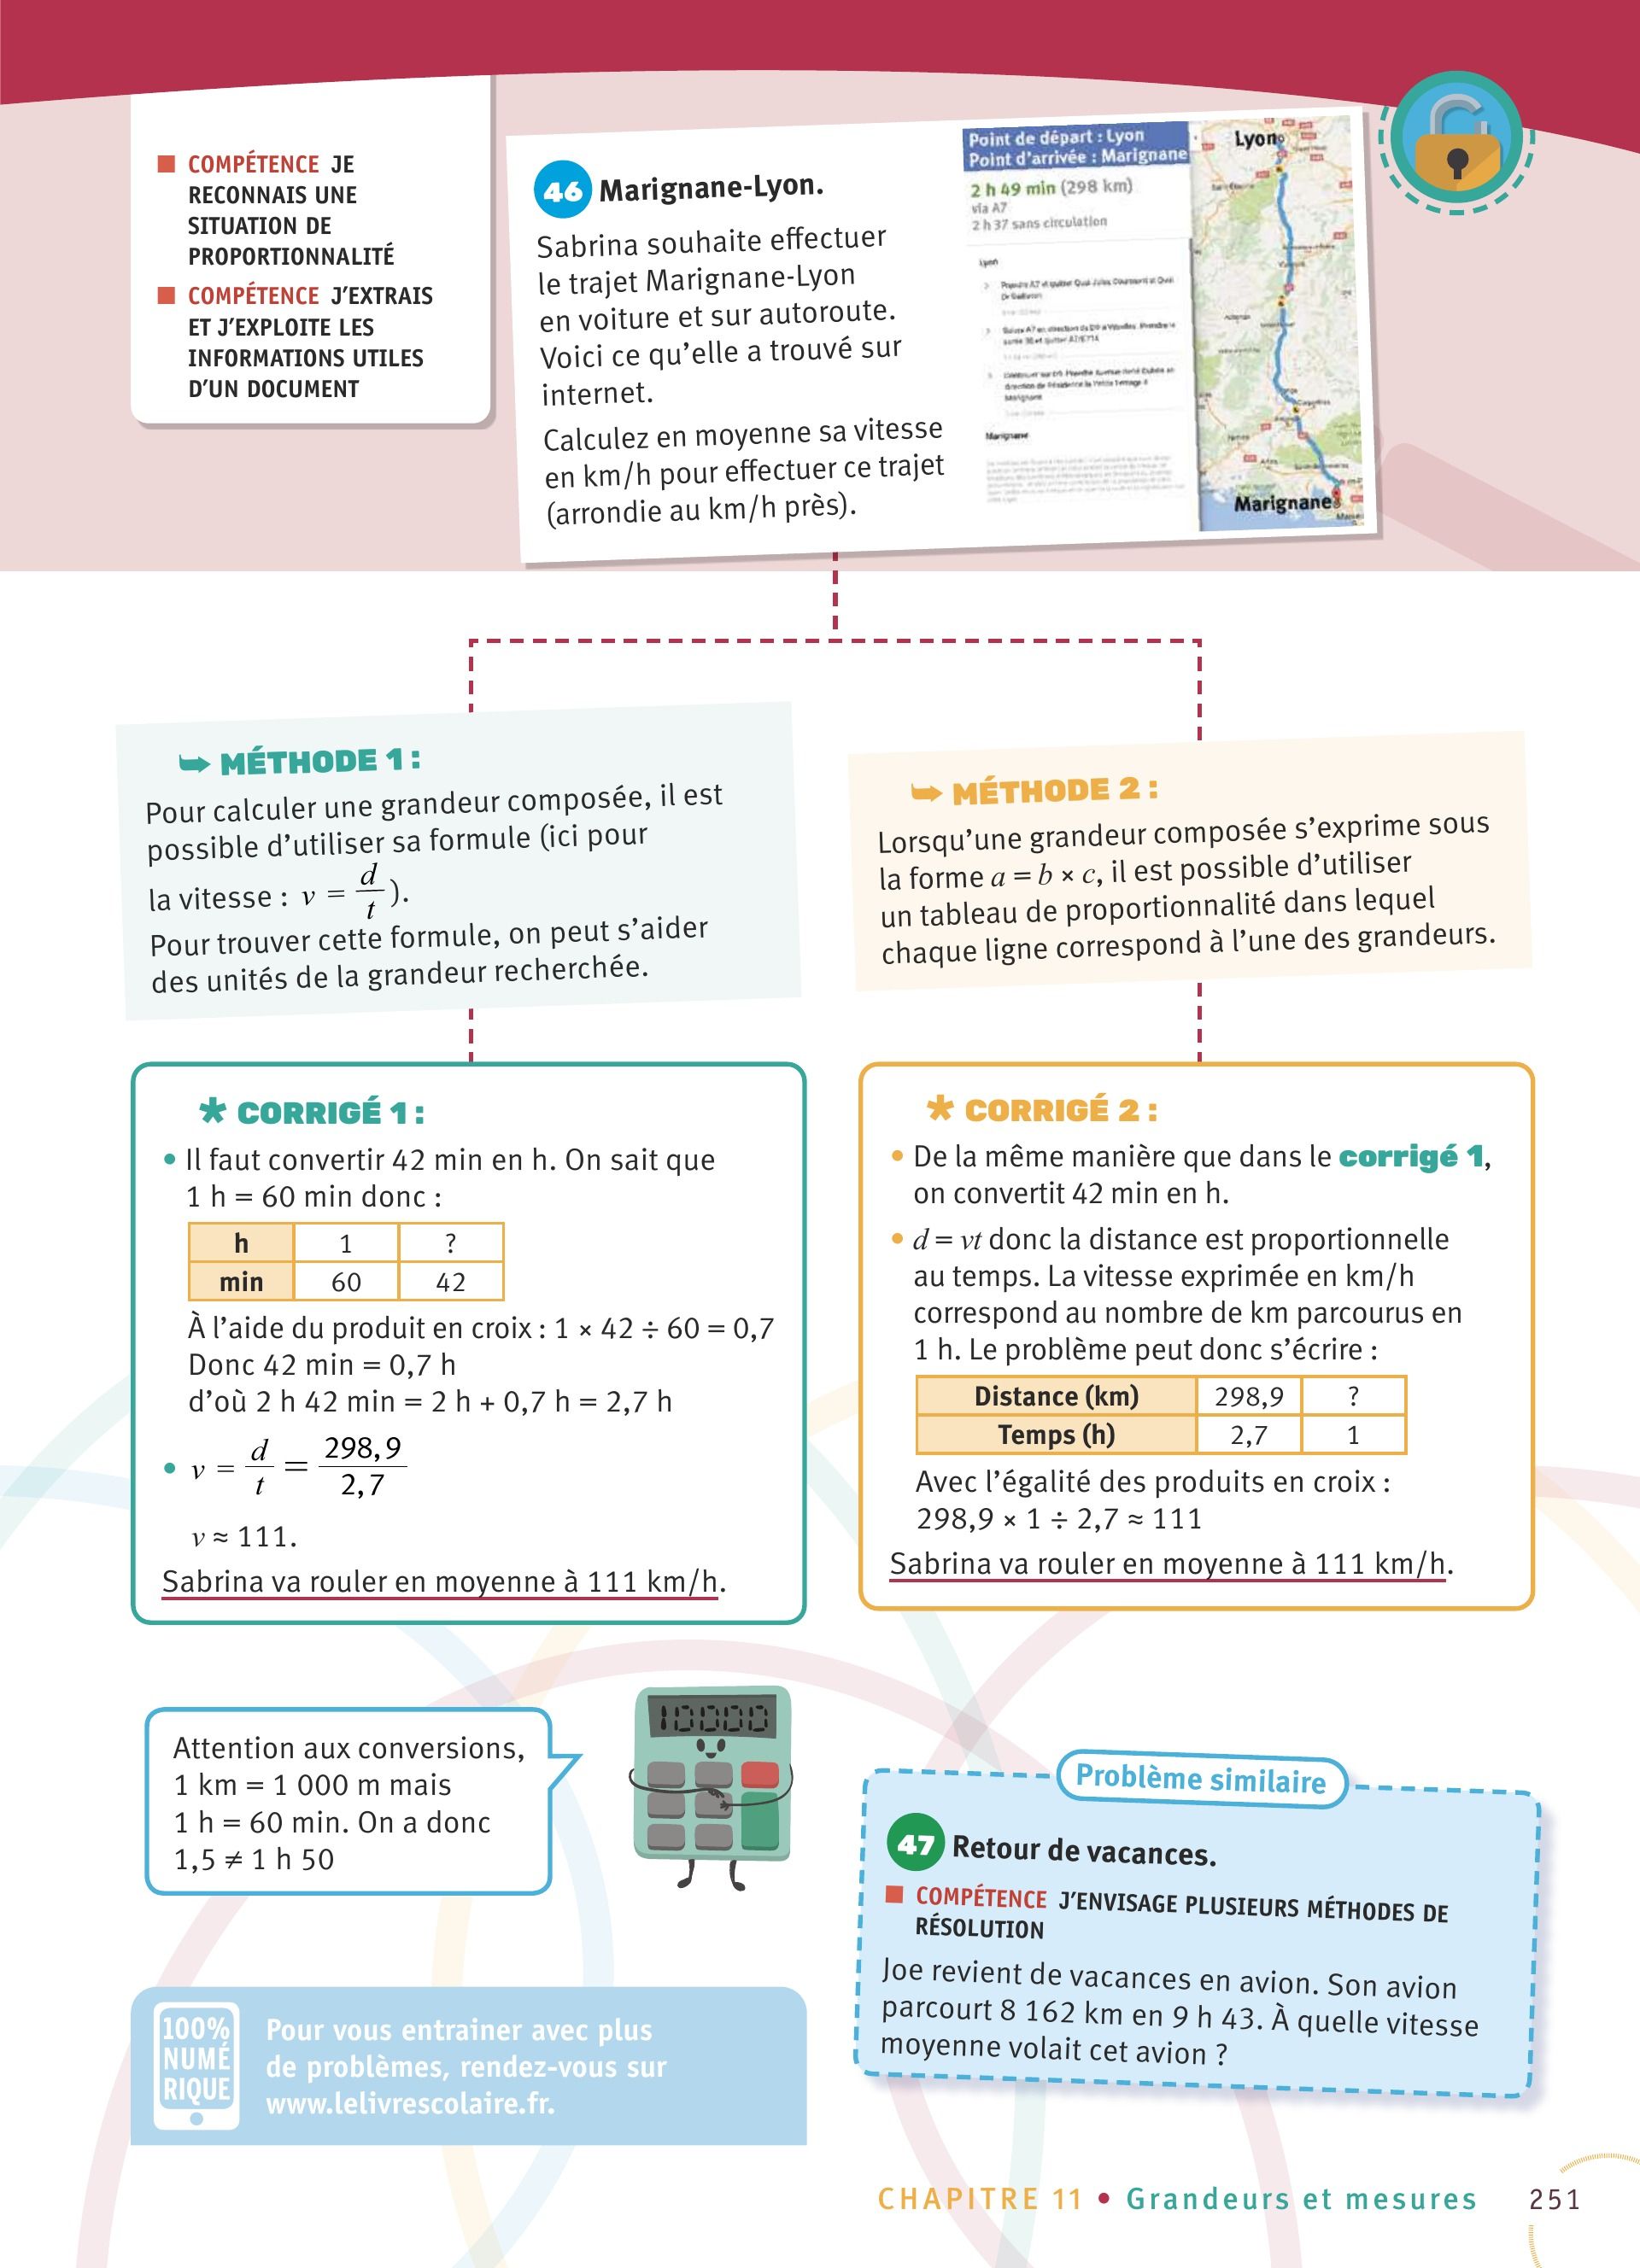 COMPÉTENCE JE
RECONNAIS UNE
SITUATION DE
PROPORTIONNALITÉ
COMPÉTENCE J'EXTRAIS
ET J'EXPLOITE LES
INFORMATIONS UTILES
D'UN DOCUMENT
46 Marignane-Lyon.
Sabrina souhaite effectuer
le trajet Marignane-Lyon
en voiture et sur autoroute.
Voici ce qu'elle a trouvé sur
internet.
Calculez en moyenne sa vitesse
en km/h pour effectuer ce trajet
(arrondie au km/h près).
Point de départ : Lyon
Point d'arrivée : Marignane
2 h 49 min (298 km)
via A7
2 h 37 sans circulation
Lyon
Marignane
Lyon
Marignane
MÉTHODE 1 :
Pour calculer une grandeur composée, il est
possible d'utiliser sa formule (ici pour
la vitesse : v = d/t).
Pour trouver cette formule, on peut s'aider
des unités de la grandeur recherchée.
MÉTHODE 2 :
Lorsqu'une grandeur composée s'exprime sous
la forme a = b × c, il est possible d'utiliser
un tableau de proportionnalité dans lequel
chaque ligne correspond à l'une des grandeurs.
* CORRIGÉ 1 :
• Il faut convertir 42 min en h. On sait que
1 h = 60 min donc :
h 1 ?
min 60 42
À l'aide du produit en croix : 1 × 42 ÷ 60 = 0,7
Donc 42 min = 0,7 h
d'où 2 h 42 min = 2 h + 0,7 h = 2,7 h
• v = d/t = 298,9/2,7
v ≈ 111.
Sabrina va rouler en moyenne à 111 km/h.
* CORRIGÉ 2 :
• De la même manière que dans le corrigé 1,
on convertit 42 min en h.
• d = vt donc la distance est proportionnelle
au temps. La vitesse exprimée en km/h
correspond au nombre de km parcourus en
1 h. Le problème peut donc s'écrire :
Distance (km) 298,9 ?
Temps (h) 2,7 1
Avec l'égalité des produits en croix :
298,9 × 1 ÷ 2,7 ≈ 111
Sabrina va rouler en moyenne à 111 km/h.
Attention aux conversions,
1 km = 1 000 m mais
1 h = 60 min. On a donc
1,5 ≠ 1 h 50
10000
Problème similaire
47 Retour de vacances.
COMPÉTENCE J'ENVISAGE PLUSIEURS MÉTHODES DE
RÉSOLUTION
Joe revient de vacances en avion. Son avion
parcourt 8 162 km en 9 h 43. À quelle vitesse
moyenne volait cet avion ?
100%
NUMÉ
RIQUE
Pour vous entrainer avec plus
de problèmes, rendez-vous sur
www.lelivrescolaire.fr.
CHAPITRE 11 • Grandeurs et mesures 251